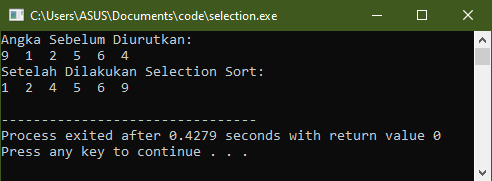 C:\Users\ASUS\Documents\code\selection.exe
Angka Sebelum Diurutkan:
9  1  2  5  6  4
Setelah Dilakukan Selection Sort:
1  2  4  5  6  9
--------------------------------
Process exited after 0.4279 seconds with return value 0
Press any key to continue . . .